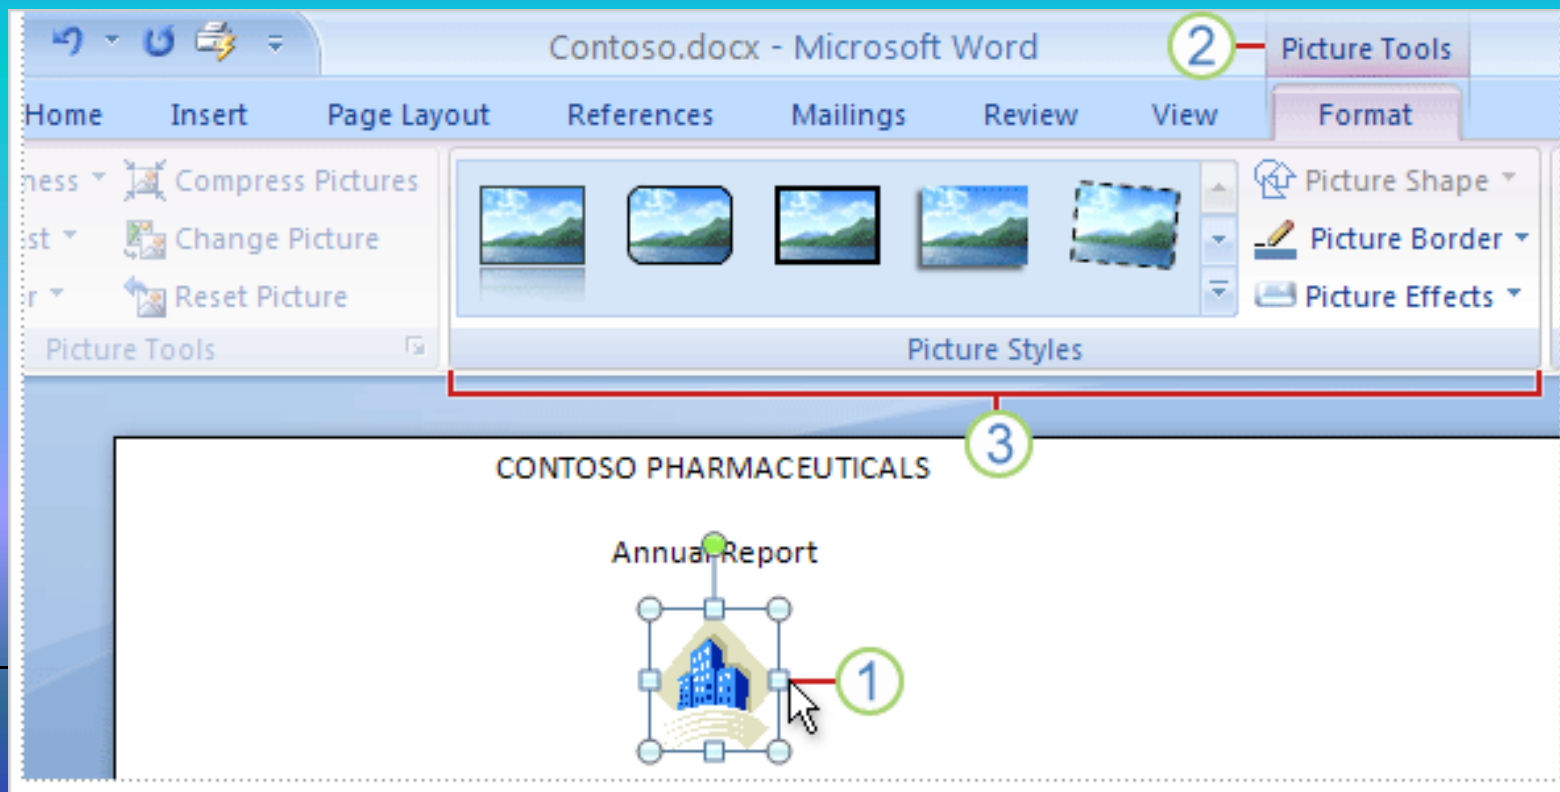 Contoso.docx - Microsoft Word
2
Picture Tools
Home Insert Page Layout References Mailings Review View Format
ness Compress Pictures
st Change Picture
r Reset Picture
Picture Tools
Picture Shape
Picture Border
Picture Effects
Picture Styles
3
CONTOSO PHARMACEUTICALS
Annual Report
1